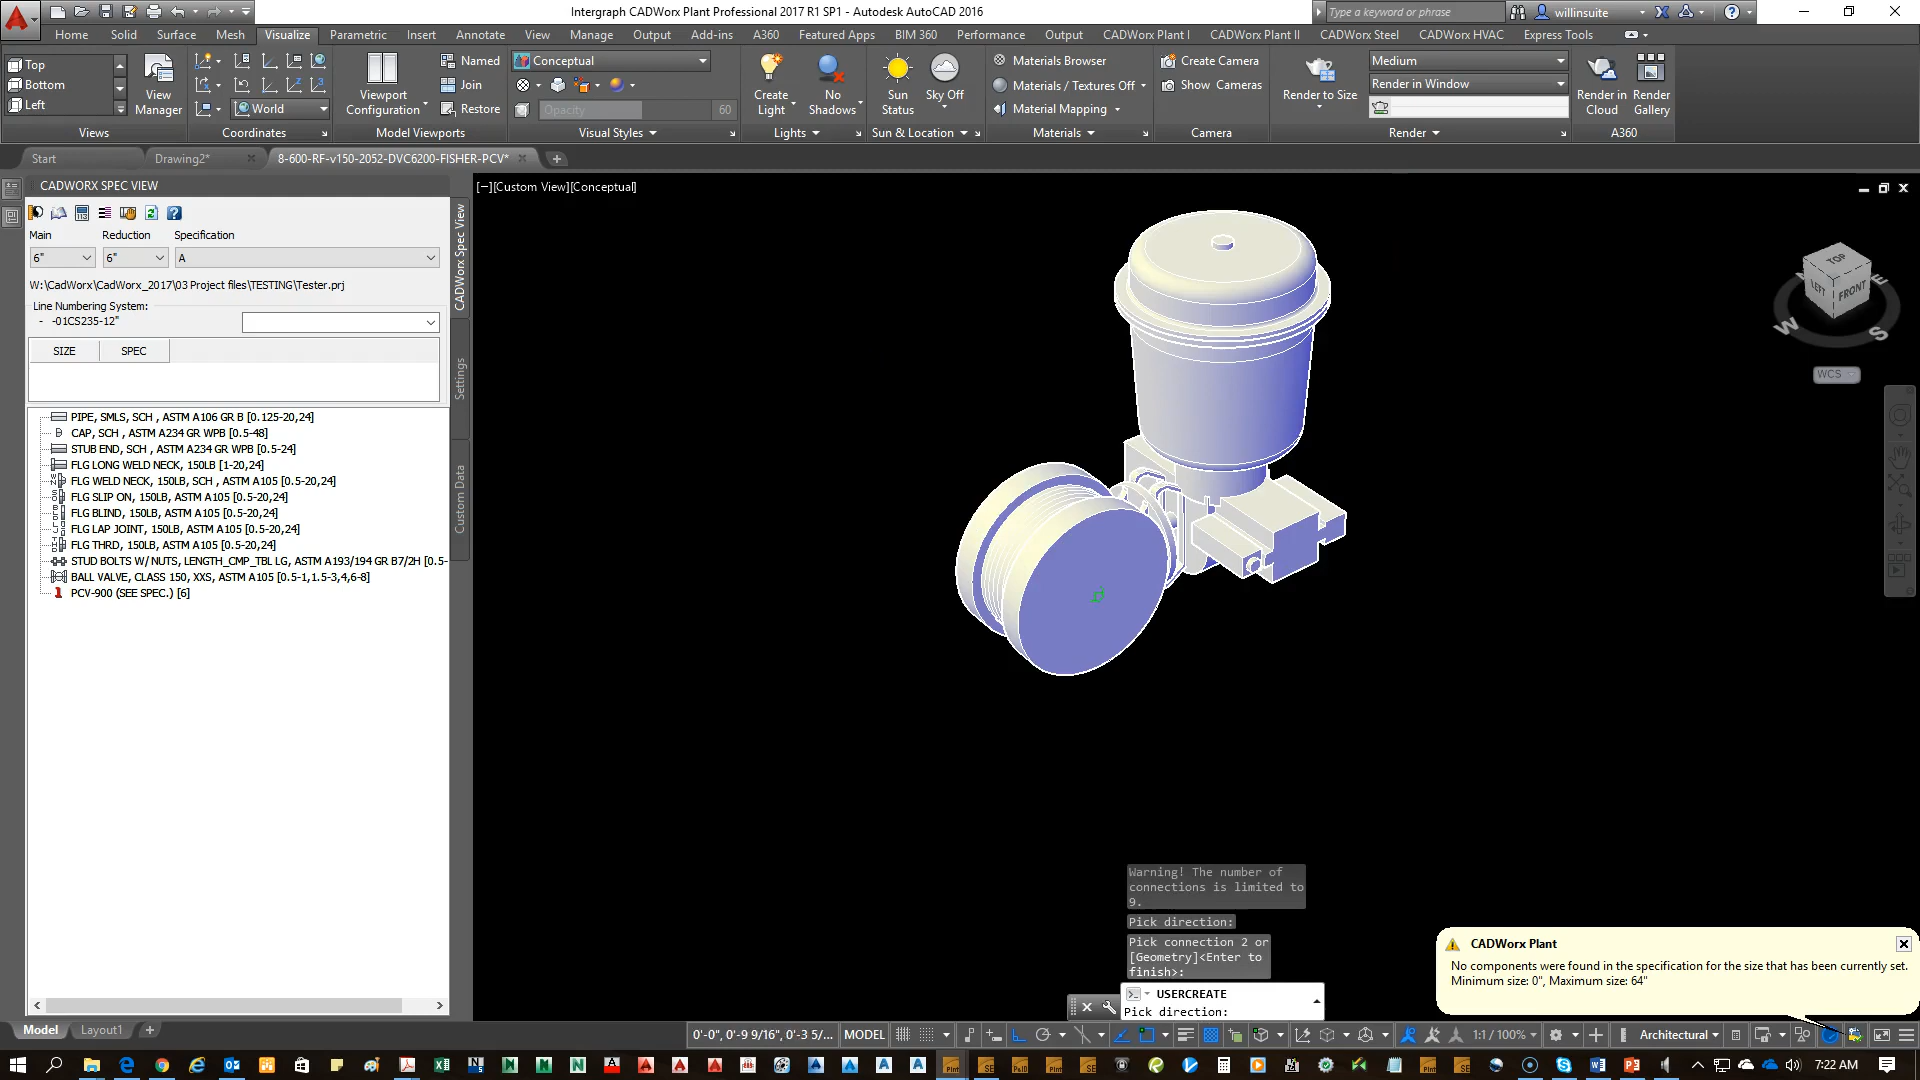 Intergraph CADWorx Plant Professional 2017 R1 SP1 - Autodesk AutoCAD 2016
Type a keyword or phrase
willinsuite
Home Solid Surface Mesh Visualize Parametric Insert Annotate View Manage Output Add-ins A360 Featured Apps BIM 360 Performance Output CADWorx Plant I CADWorx Plant II CADWorx Steel CADWorx HVAC Express Tools
Top
Bottom
Left
View
Manager
World
Viewport
Configuration
Named
Join
Restore
Conceptual
Opacity 60
Create
Light
No
Shadows
Sun
Status
Sky Off
Materials Browser
Materials / Textures Off
Material Mapping
Create Camera
Show Cameras
Render to Size
Medium
Render in Window
Render in
Cloud
Render
Gallery
Views Coordinates Model Viewports Visual Styles Lights Sun & Location Materials Camera Render A360
Start Drawing2* 8-600-RF-v150-2052-DVC6200-FISHER-PCV*
CADWORX SPEC VIEW
Main Reduction Specification
6" 6" A
W:\CadWorx\CadWorx_2017\03 Project files\TESTING\Tester.prj
Line Numbering System:
- -01CS235-12"
SIZE SPEC
PIPE, SMLS, SCH , ASTM A106 GR B [0.125-20,24]
CAP, SCH , ASTM A234 GR WPB [0.5-48]
STUB END, SCH , ASTM A234 GR WPB [0.5-24]
FLG LONG WELD NECK, 150LB [1-20,24]
FLG WELD NECK, 150LB, SCH , ASTM A105 [0.5-20,24]
FLG SLIP ON, 150LB, ASTM A105 [0.5-20,24]
FLG BLIND, 150LB, ASTM A105 [0.5-20,24]
FLG LAP JOINT, 150LB, ASTM A105 [0.5-20,24]
FLG THRD, 150LB, ASTM A105 [0.5-20,24]
STUD BOLTS W/ NUTS, LENGTH_CMP_TBL LG, ASTM A193/194 GR B7/2H [0.5-
BALL VALVE, CLASS 150, XXS, ASTM A105 [0.5-1,1.5-3,4,6-8]
PCV-900 (SEE SPEC.) [6]
CADWorx Spec View
Settings
Custom Data
[−][Custom View][Conceptual]
TOP
LEFT
FRONT
W
S
E
WCS
Warning! The number of
connections is limited to
9.
Pick direction:
Pick connection 2 or
[Geometry]<Enter to
finish>:
USERCREATE
Pick direction:
CADWorx Plant
No components were found in the specification for the size that has been currently set.
Minimum size: 0", Maximum size: 64"
Model Layout1
0'-0", 0'-9 9/16", 0'-3 5/... MODEL
1:1 / 100%
Architectural
7:22 AM